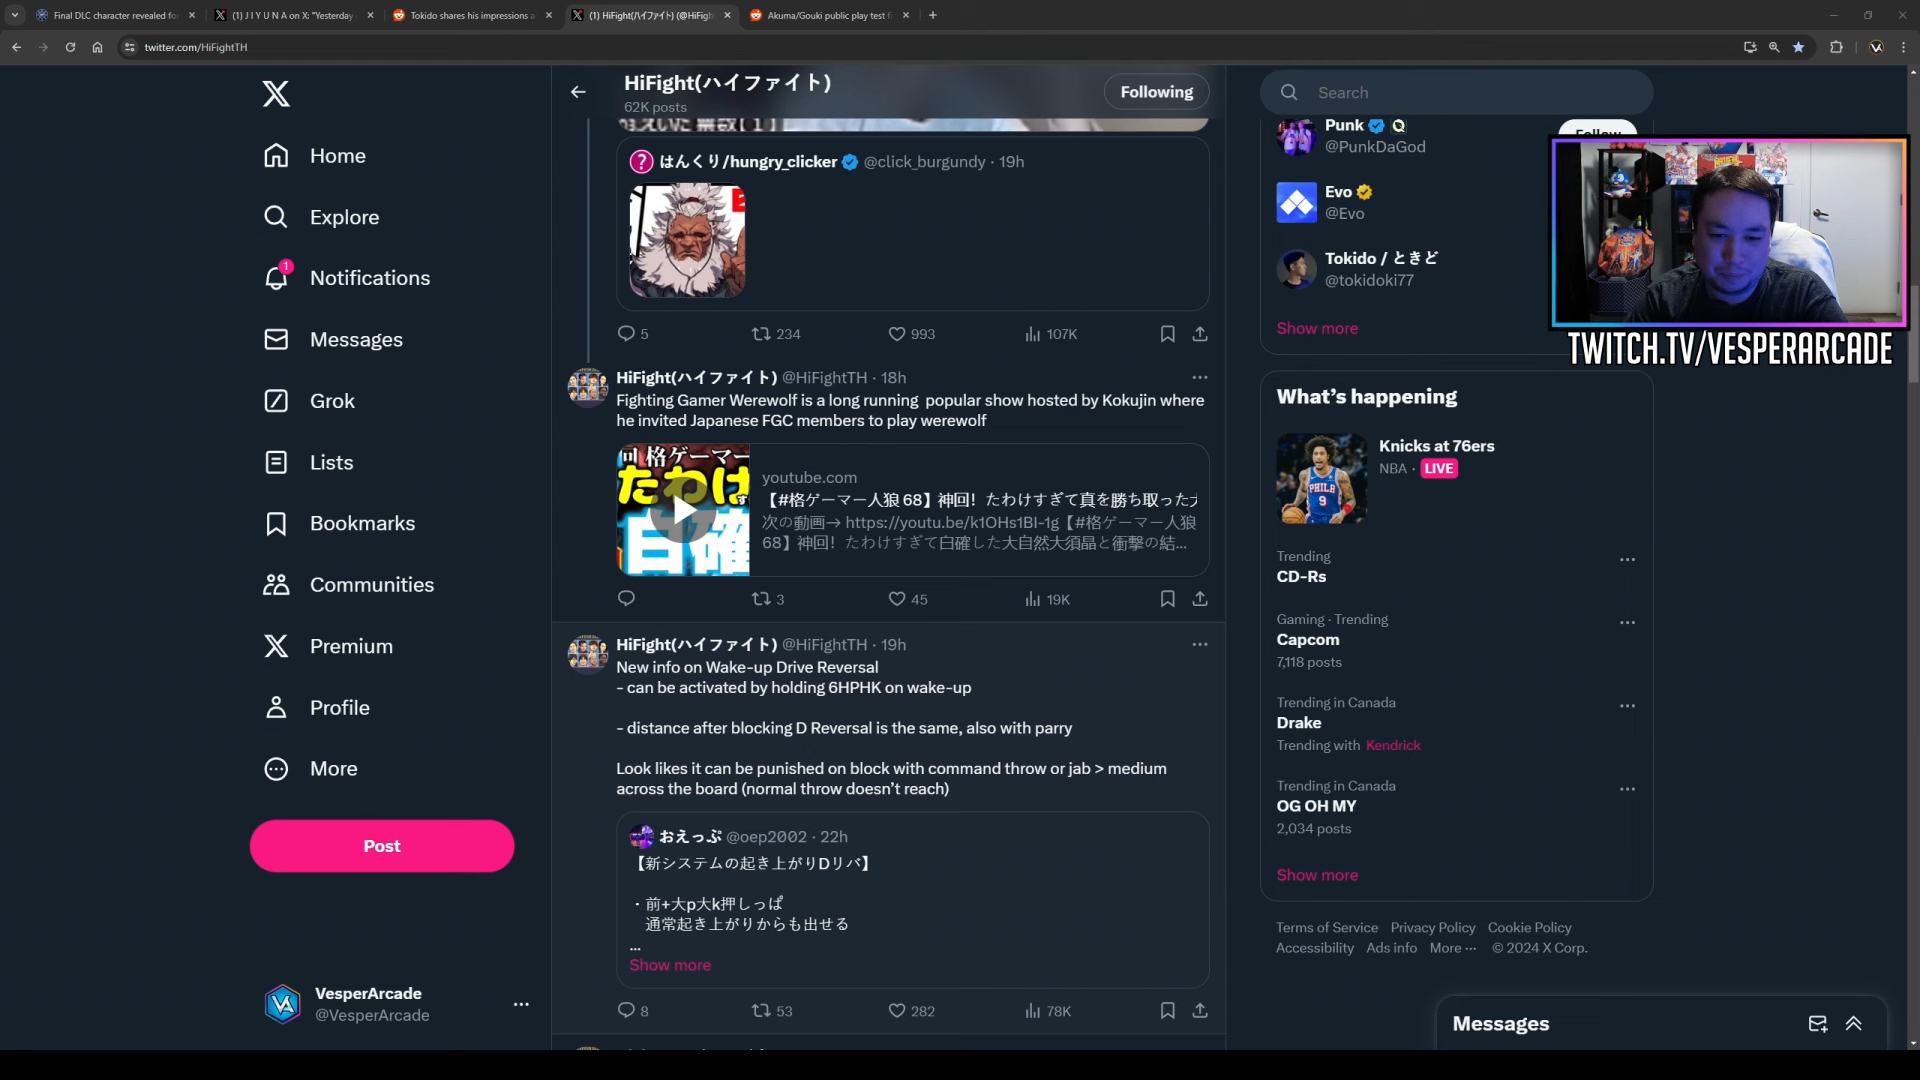 Final DLC character revealed fo
(1) J I Y U N A on X: "Yesterday
Tokido shares his impressions a
(1) HiFight(ハイファイト) (@HiFigh
Akuma/Gouki public play test f
twitter.com/HiFightTH
HiFight(ハイファイト)
62K posts
Following
Home
Explore
1
Notifications
Messages
Grok
Lists
Bookmarks
Communities
Premium
Profile
More
Post
VesperArcade
@VesperArcade
はんくり/hungry_clicker @click_burgundy · 19h
5 234 993 107K
HiFight(ハイファイト) @HiFightTH · 18h
Fighting Gamer Werewolf is a long running popular show hosted by Kokujin where
he invited Japanese FGC members to play werewolf
格ゲーマー
たわけ
白確
youtube.com
【#格ゲーマー人狼 68】神回！たわけすぎて真を勝ち取った
次の動画→ https://youtu.be/k1OHs1BI-1g【#格ゲーマー人狼
68】神回！たわけすぎて白確した大自然大須晶と衝撃の結...
3 45 19K
HiFight(ハイファイト) @HiFightTH · 19h
New info on Wake-up Drive Reversal
- can be activated by holding 6HPHK on wake-up
- distance after blocking D Reversal is the same, also with parry
Look likes it can be punished on block with command throw or jab > medium
across the board (normal throw doesn't reach)
おえっぷ @oep2002 · 22h
【新システムの起き上がりDリバ】
・前+大p大k押しっぱ
通常起き上がりからも出せる
...
Show more
8 53 282 78K
Search
Punk
@PunkDaGod
Follow
Evo
@Evo
Tokido / ときど
@tokidoki77
Show more
TWITCH.TV/VESPERARCADE
What's happening
Knicks at 76ers
NBA · LIVE
PHILA
9
Trending
CD-Rs
Gaming · Trending
Capcom
7,118 posts
Trending in Canada
Drake
Trending with Kendrick
Trending in Canada
OG OH MY
2,034 posts
Show more
Terms of Service Privacy Policy Cookie Policy
Accessibility Ads info More ··· © 2024 X Corp.
Messages